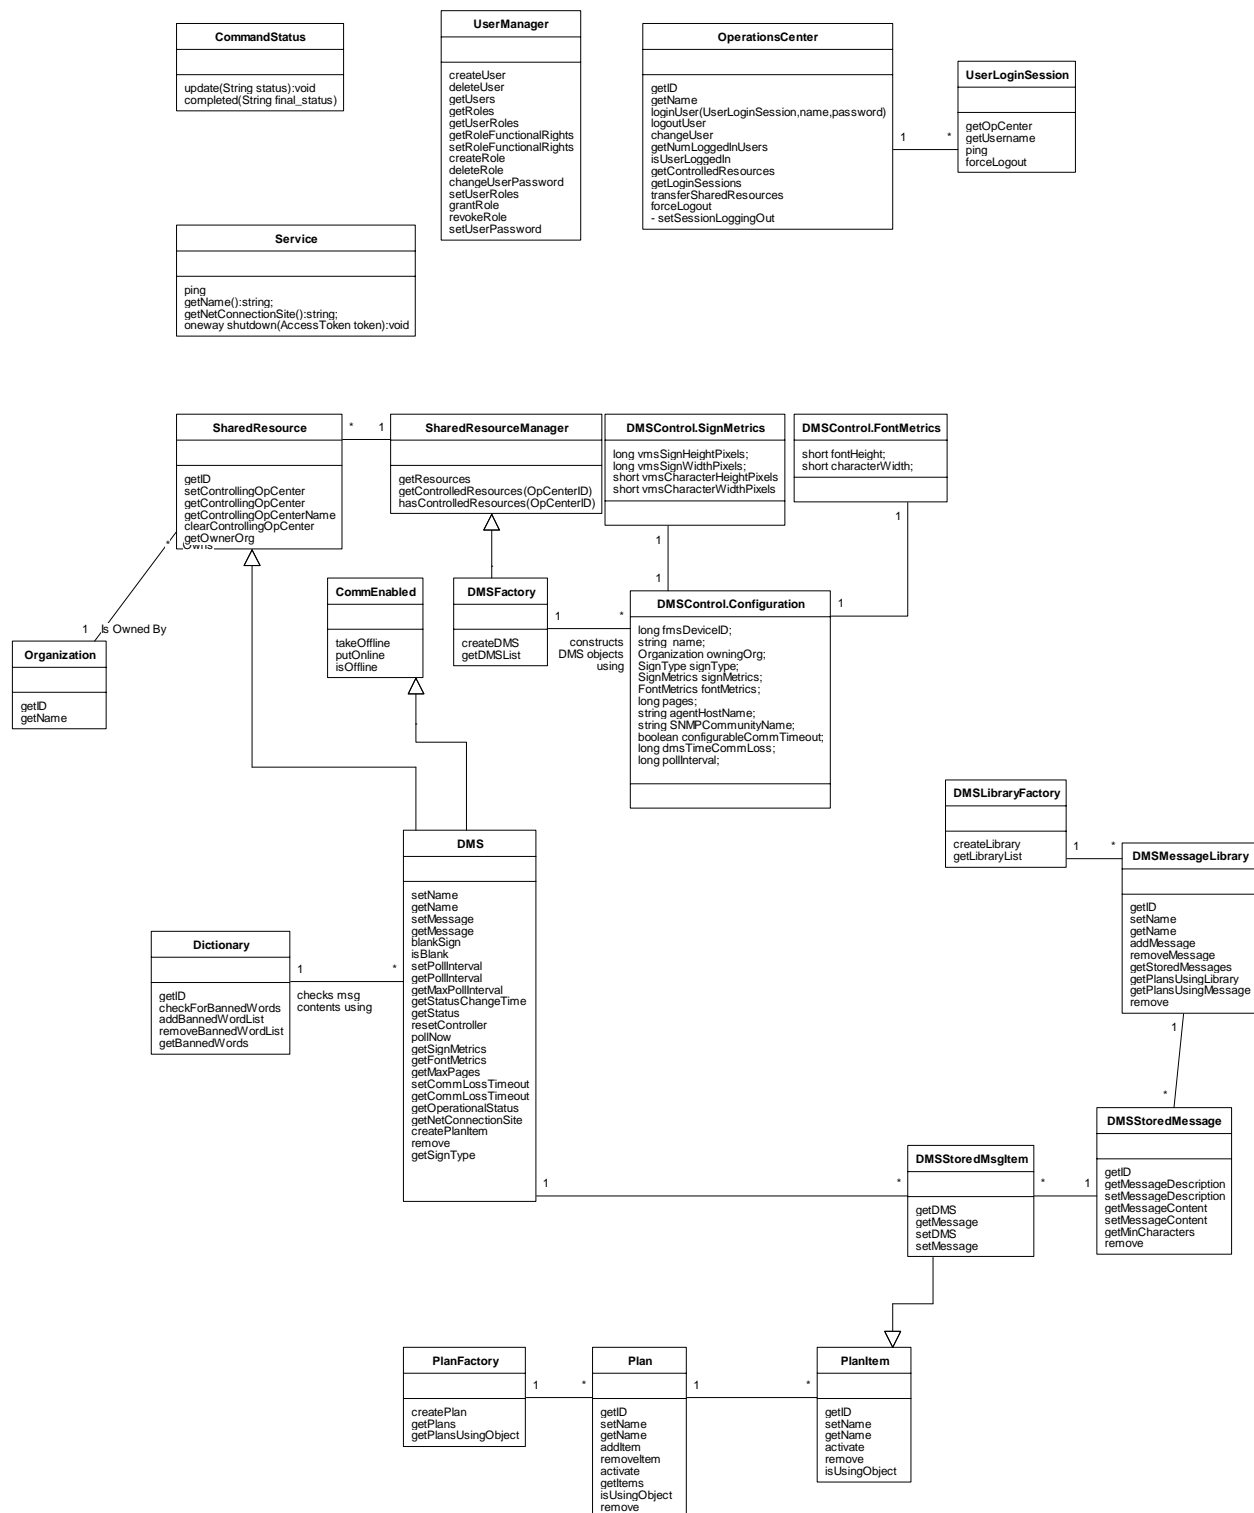 CommandStatus
update(String status):void
completed(String final_status)
UserManager
createUser
deleteUser
getUsers
getRoles
getUserRoles
getRoleFunctionalRights
setRoleFunctionalRights
createRole
deleteRole
changeUserPassword
setUserRoles
grantRole
revokeRole
setUserPassword
OperationsCenter
getID
getName
loginUser(UserLoginSession,name,password)
logoutUser
changeUser
getNumLoggedInUsers
isUserLoggedIn
getControlledResources
getLoginSessions
transferSharedResources
forceLogout
- setSessionLoggingOut
1 *
UserLoginSession
getOpCenter
getUsername
ping
forceLogout
Service
ping
getName():string;
getNetConnectionSite():string;
oneway shutdown(AccessToken token):void
SharedResource
getID
setControllingOpCenter
getControllingOpCenter
getControllingOpCenterName
clearControllingOpCenter
getOwnerOrg
* 1
SharedResourceManager
getResources
getControlledResources(OpCenterID)
hasControlledResources(OpCenterID)
DMSControl.SignMetrics
long vmsSignHeightPixels;
long vmsSignWidthPixels;
short vmsCharacterHeightPixels
short vmsCharacterWidthPixels
DMSControl.FontMetrics
short fontHeight;
short characterWidth;
* Owns
1 Is Owned By
1
1
1
1
Organization
getID
getName
CommEnabled
takeOffline
putOnline
isOffline
DMSFactory
createDMS
getDMSList
1 *
constructs
DMS objects
using
DMSControl.Configuration
long fmsDeviceID;
string name;
Organization owningOrg;
SignType signType;
SignMetrics signMetrics;
FontMetrics fontMetrics;
long pages;
string agentHostName;
string SNMPCommunityName;
boolean configurableCommTimeout;
long dmsTimeCommLoss;
long pollInterval;
DMSLibraryFactory
createLibrary
getLibraryList
1 *
DMSMessageLibrary
getID
setName
getName
addMessage
removeMessage
getStoredMessages
getPlansUsingLibrary
getPlansUsingMessage
remove
1
*
DMS
setName
getName
setMessage
getMessage
blankSign
isBlank
setPollInterval
getPollInterval
getMaxPollInterval
getStatusChangeTime
getStatus
resetController
pollNow
getSignMetrics
getFontMetrics
getMaxPages
setCommLossTimeout
getCommLossTimeout
getOperationalStatus
getNetConnectionSite
createPlanItem
remove
getSignType
Dictionary
getID
checkForBannedWords
addBannedWordList
removeBannedWordList
getBannedWords
1 *
checks msg
contents using
1 *
DMSStoredMsgItem
getDMS
getMessage
setDMS
setMessage
* 1
DMSStoredMessage
getID
getMessageDescription
setMessageDescription
getMessageContent
setMessageContent
getMinCharacters
remove
PlanFactory
createPlan
getPlans
getPlansUsingObject
1 *
Plan
getID
setName
getName
addItem
removeItem
activate
getItems
isUsingObject
remove
1 *
PlanItem
getID
setName
getName
activate
remove
isUsingObject